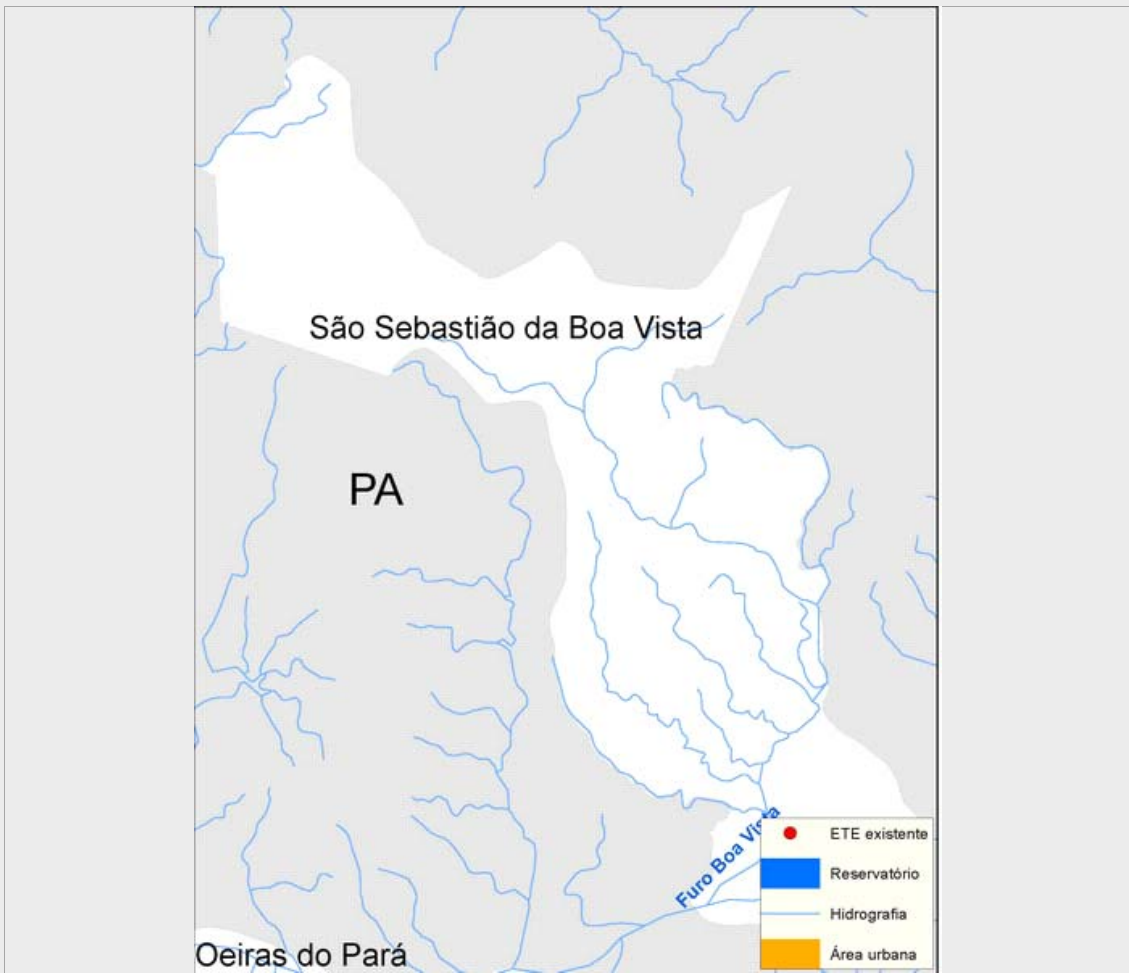 São Sebastião da Boa Vista
PA
Furo Boa Vista
Oeiras do Pará
ETE existente
Reservatório
Hidrografia
Área urbana